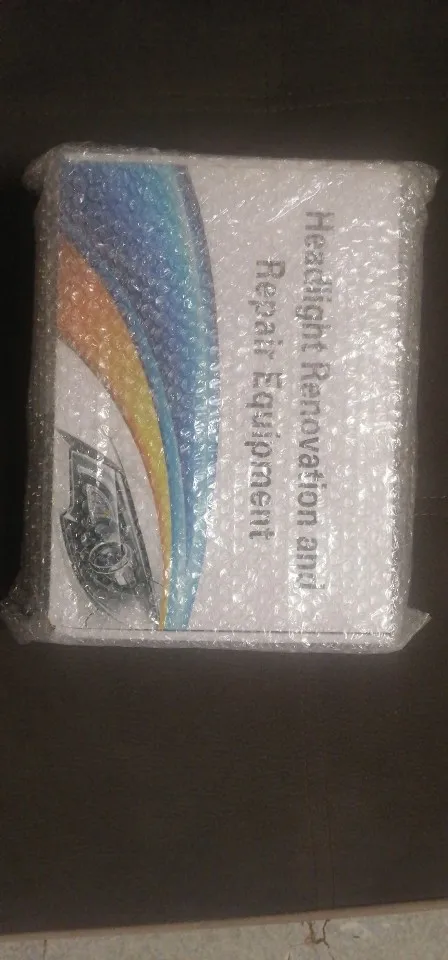 Headlight Renovation and
Repair Equipment